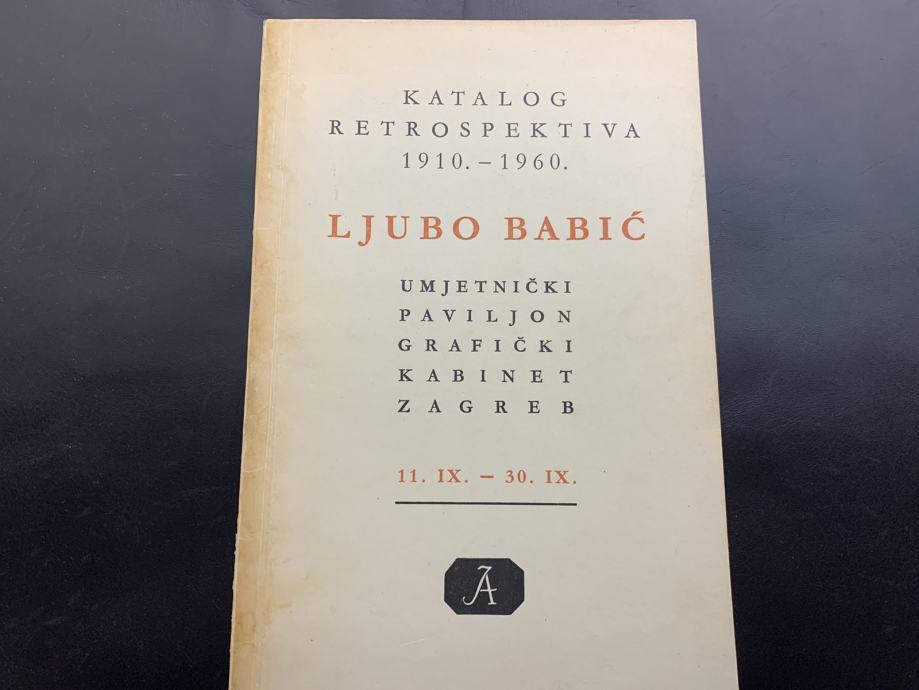 KATALOG
RETROSPEKTIVA
1910. – 1960.
LJUBO BABIĆ
UMJETNIČKI
PAVILJON
GRAFIČKI
KABINET
ZAGREB
11. IX. – 30. IX.